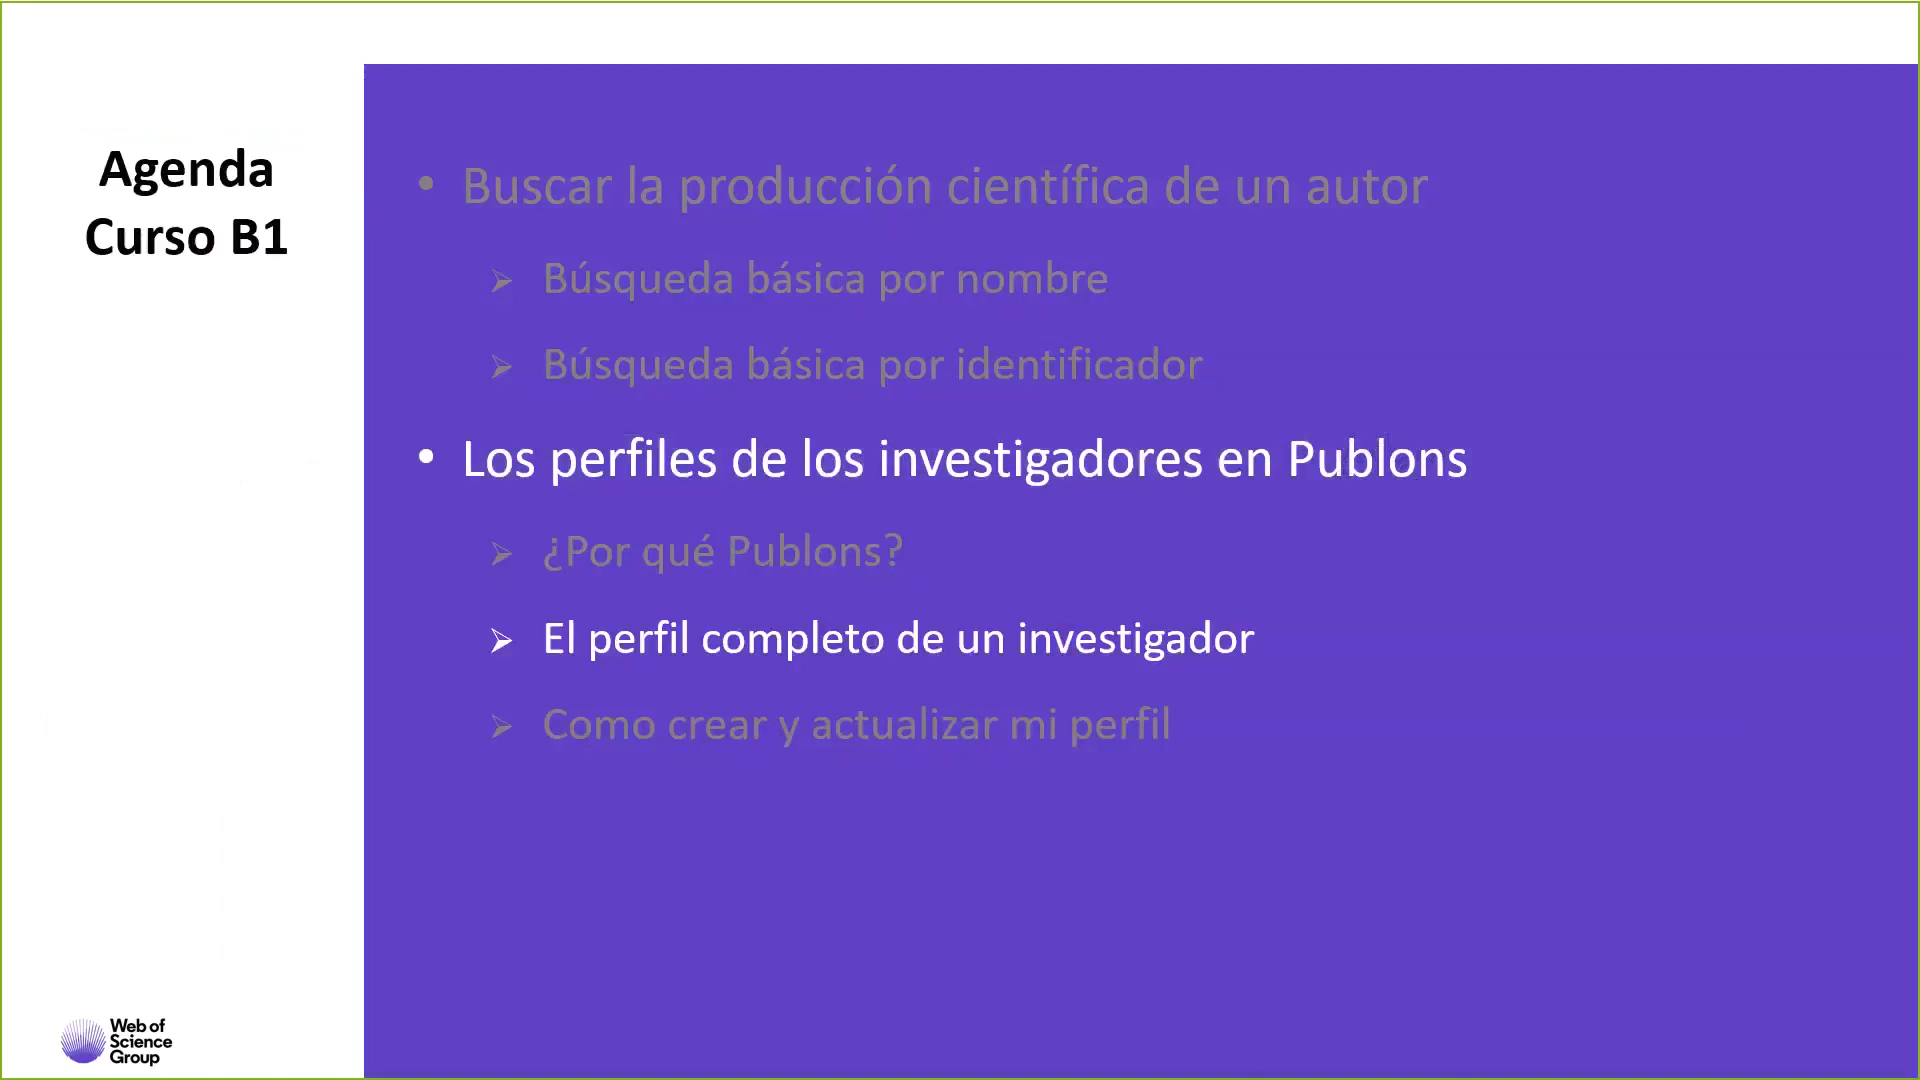 Agenda
Curso B1
• Buscar la producción científica de un autor
➢ Búsqueda básica por nombre
➢ Búsqueda básica por identificador
• Los perfiles de los investigadores en Publons
➢ ¿Por qué Publons?
➢ El perfil completo de un investigador
➢ Como crear y actualizar mi perfil
Web of
Science
Group